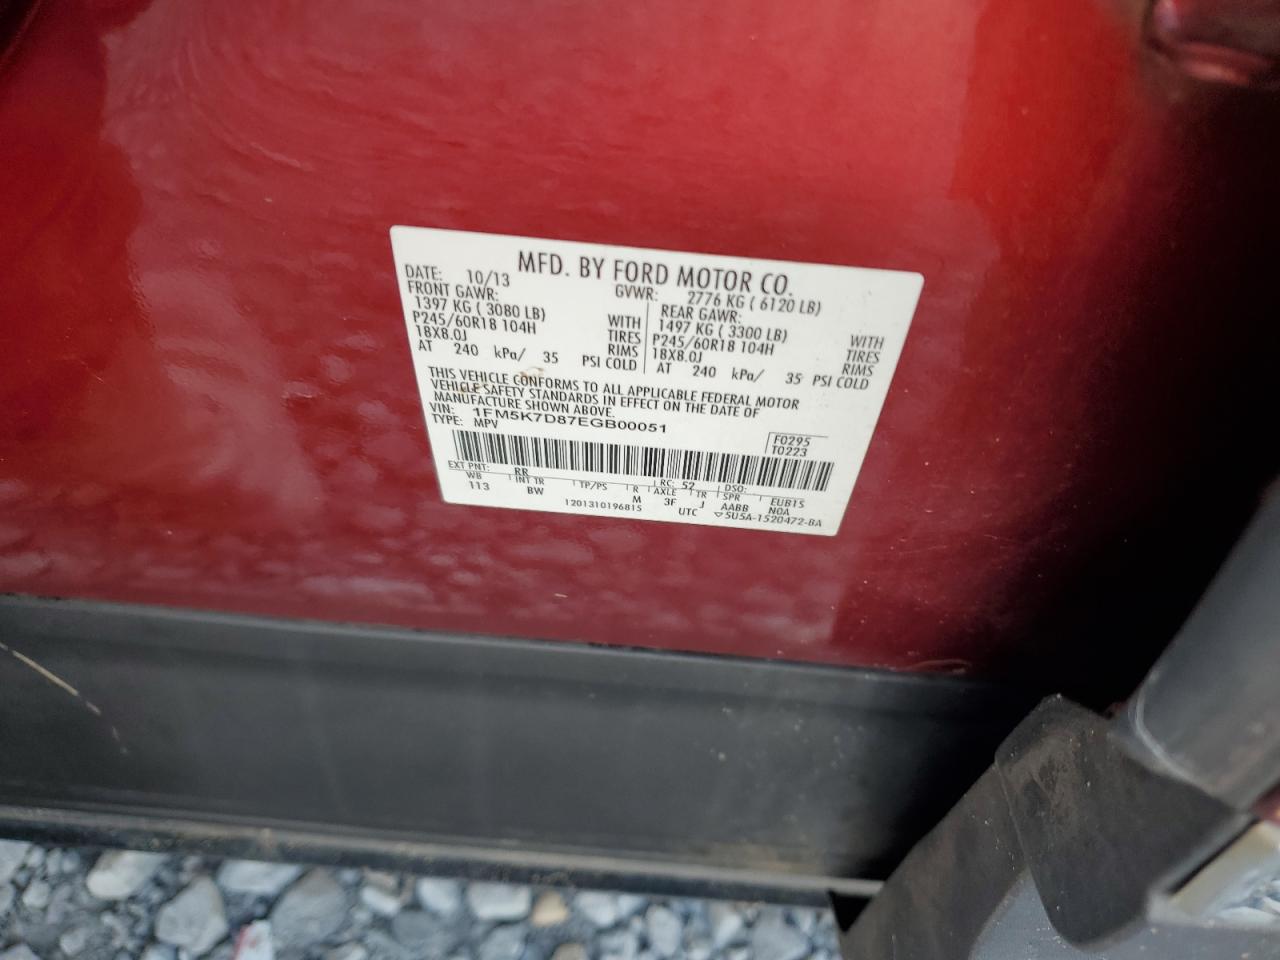 MFD. BY FORD MOTOR CO.
DATE: 10/13 GVWR: 2776 KG ( 6120 LB)
FRONT GAWR: REAR GAWR:
1397 KG ( 3080 LB) WITH 1497 KG ( 3300 LB) WITH
P245/60R18 104H TIRES P245/60R18 104H TIRES
18X8.0J RIMS 18X8.0J RIMS
AT 240 kPa/ 35 PSI COLD AT 240 kPa/ 35 PSI COLD
THIS VEHICLE CONFORMS TO ALL APPLICABLE FEDERAL MOTOR
VEHICLE SAFETY STANDARDS IN EFFECT ON THE DATE OF
MANUFACTURE SHOWN ABOVE.
VIN: 1FM5K7D87EGB00051
TYPE: MPV
F0295
T0223
EXT PNT: RR RC: 52 DSO:
WB INT TR TP/PS R AXLE TR SPR EUB1S
113 BW M 3F J AABB N0A
1201310196815 UTC ▽5U5A-1520472-BA